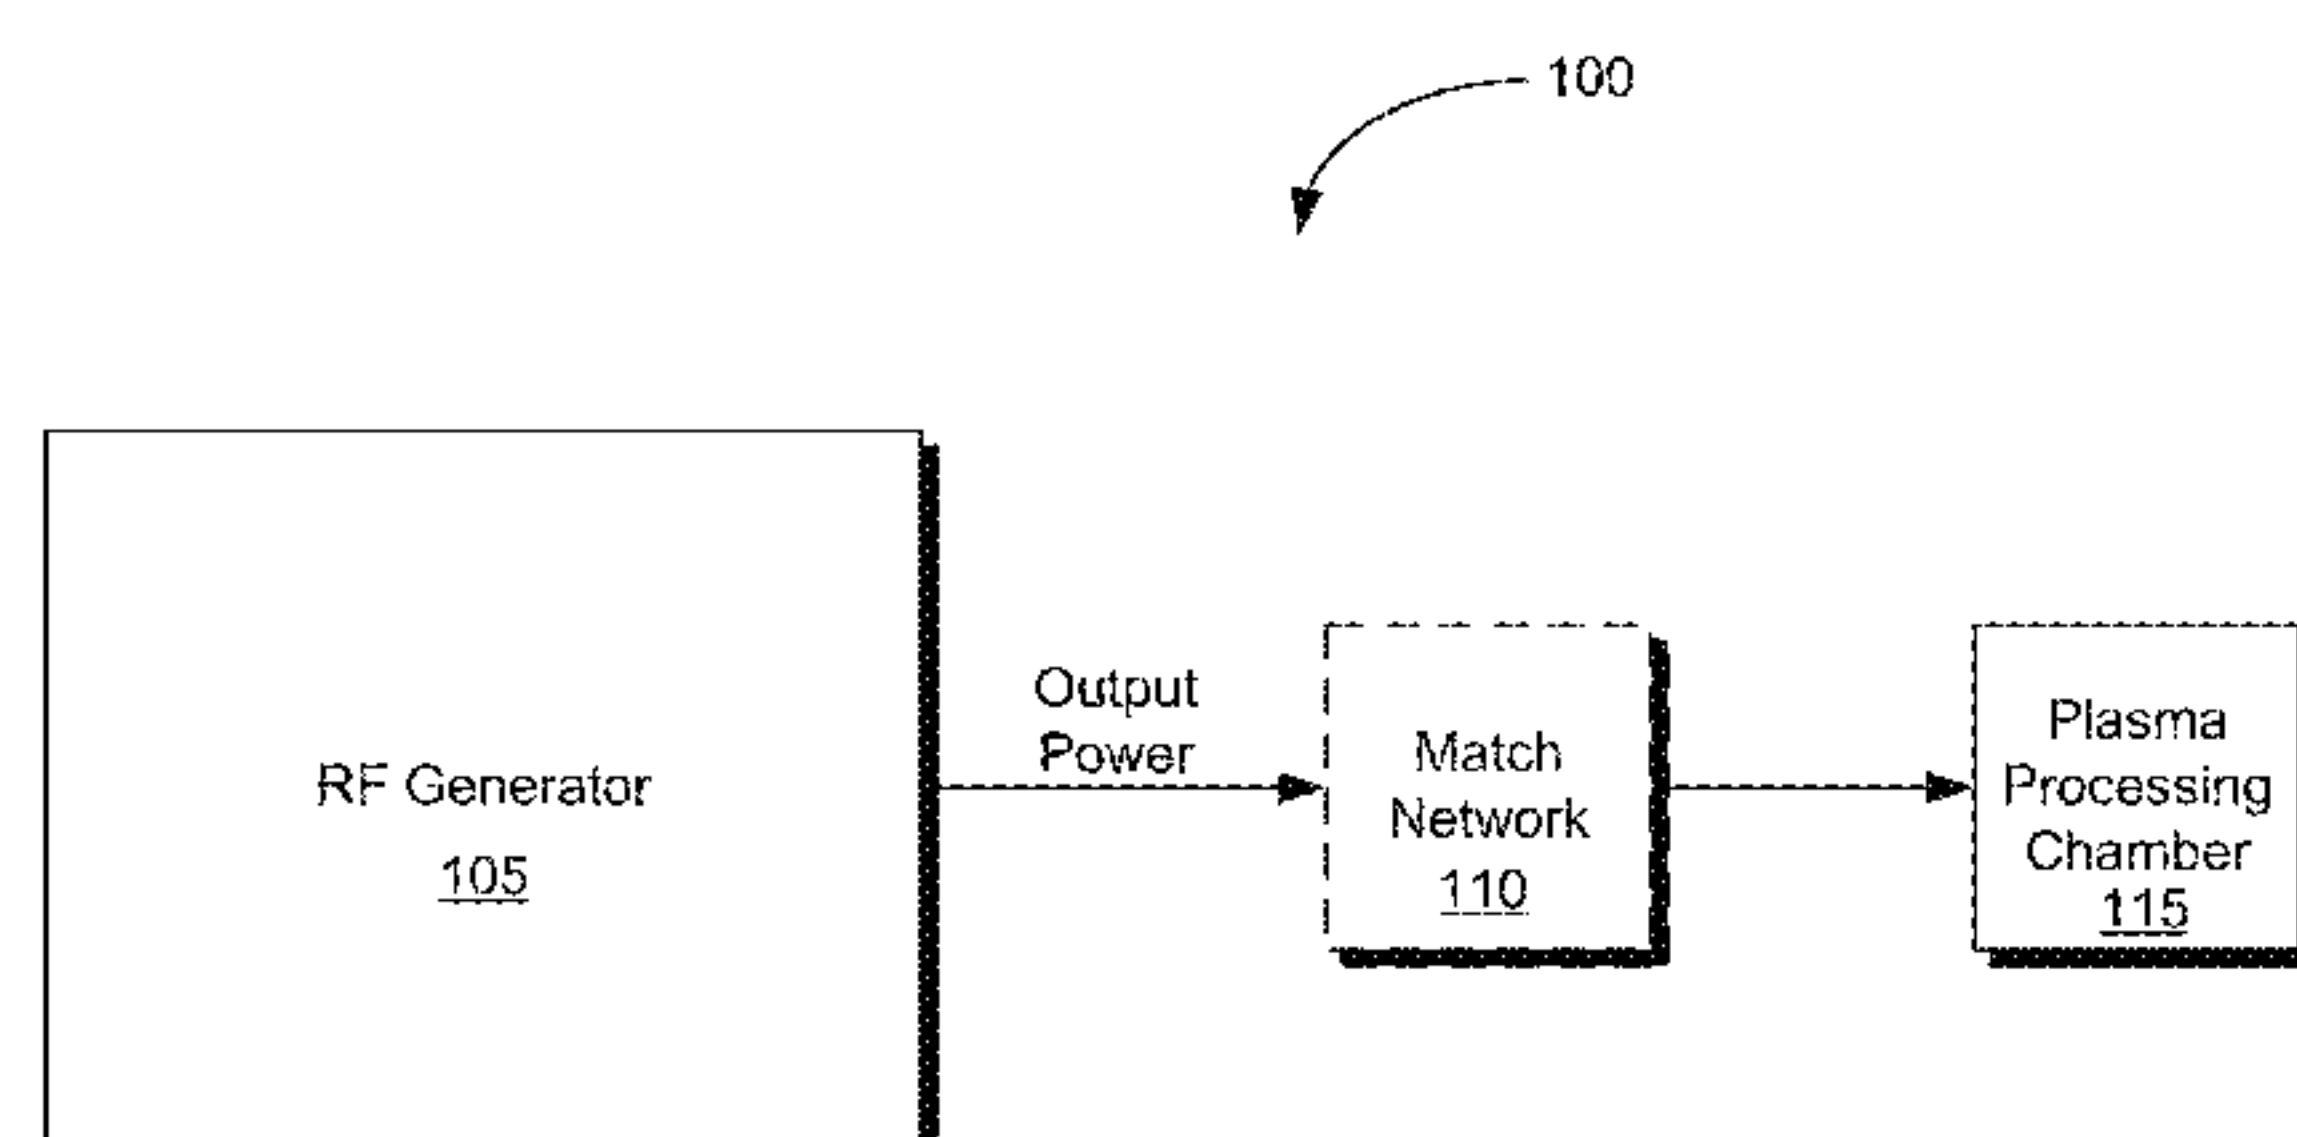 100
RF Generator
105
Output
Power
Match
Network
110
Plasma
Processing
Chamber
115